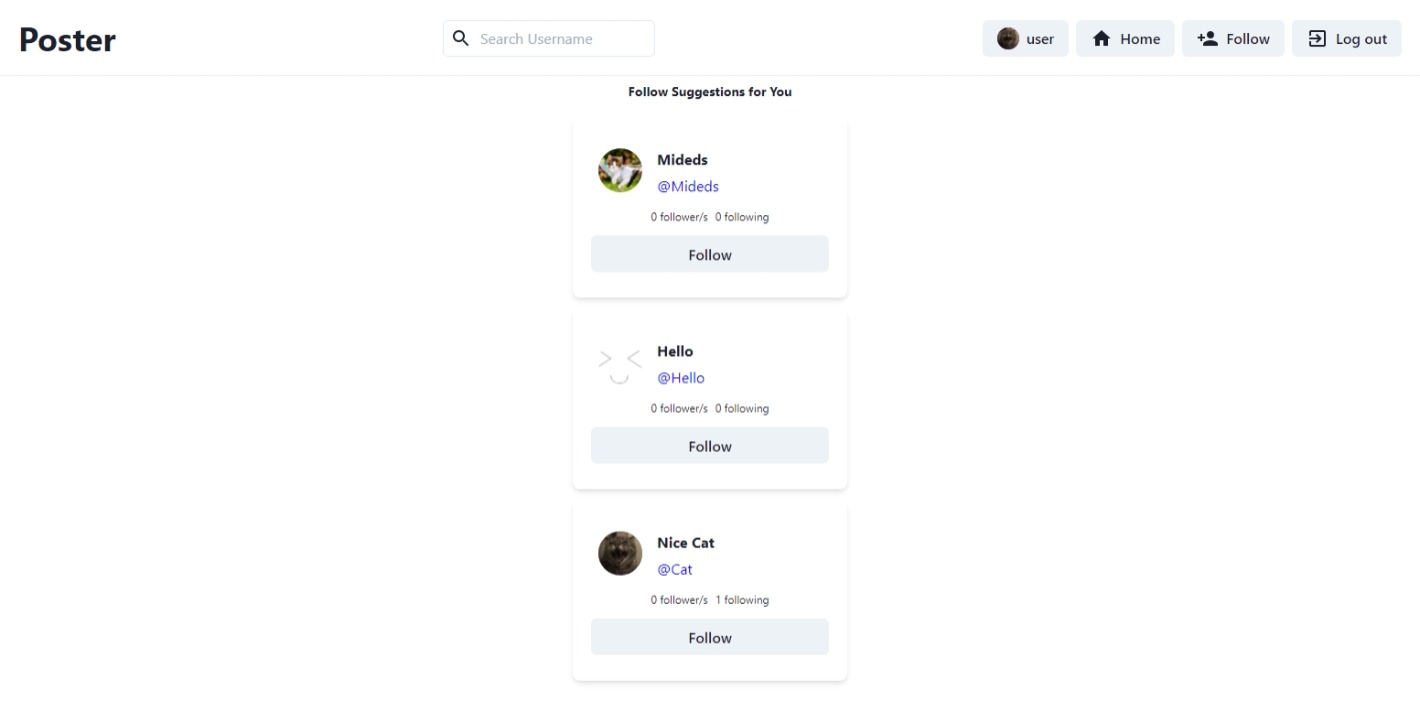 Poster
Search Username
user
Home
Follow
Log out
Follow Suggestions for You
Mideds
@Mideds
0 follower/s 0 following
Follow
Hello
@Hello
0 follower/s 0 following
Follow
Nice Cat
@Cat
0 follower/s 1 following
Follow